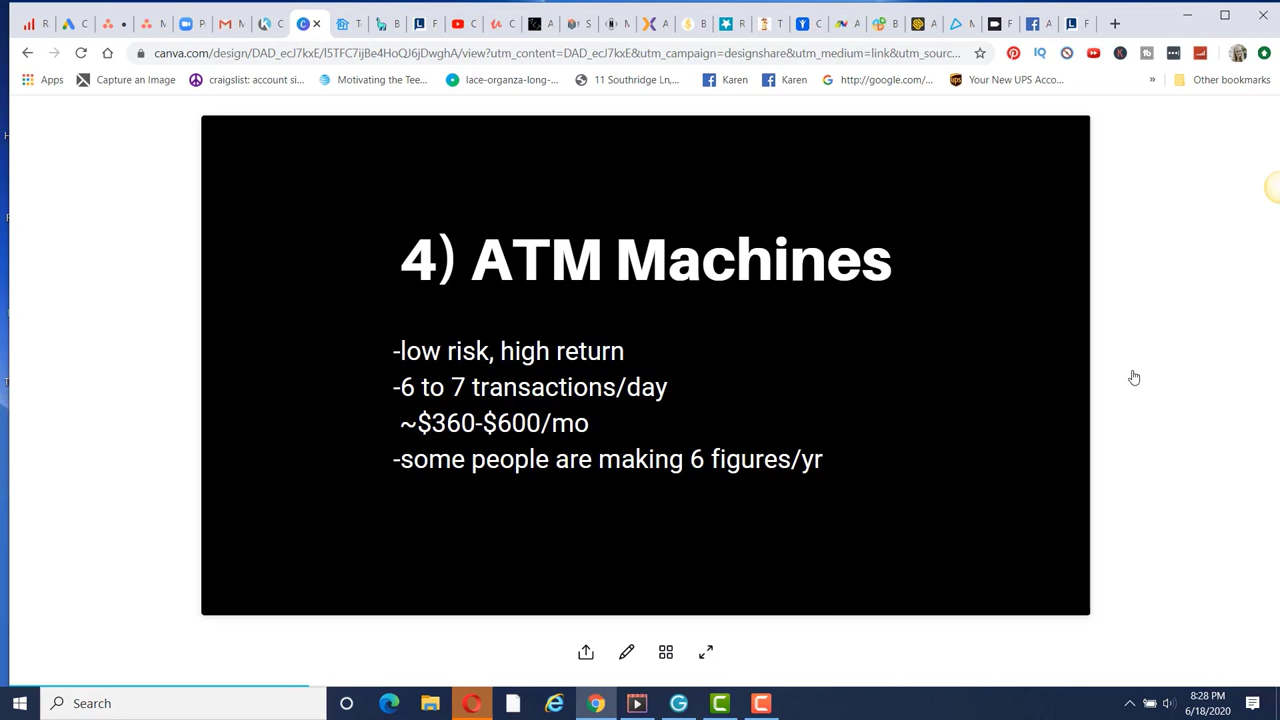 R
C
M
P
M
C
C
T
B
F
C
C
A
S
N
A
S
R
T
C
A
B
A
F
F
A
F
canva.com/design/DAD_ecJ7kxE/I5TFC7ijBe4HoQJ6jDwghA/view?utm_content=DAD_ecJ7kxE&utm_campaign=designshare&utm_medium=link&utm_sourc...
Apps
Capture an Image
craigslist: account si...
Motivating the Tee...
lace-organza-long-...
11 Southridge Ln,...
Karen
Karen
http://google.com/...
Your New UPS Acco...
»
Other bookmarks
4) ATM Machines
-low risk, high return
-6 to 7 transactions/day
~$360-$600/mo
-some people are making 6 figures/yr
Search
8:28 PM
6/18/2020